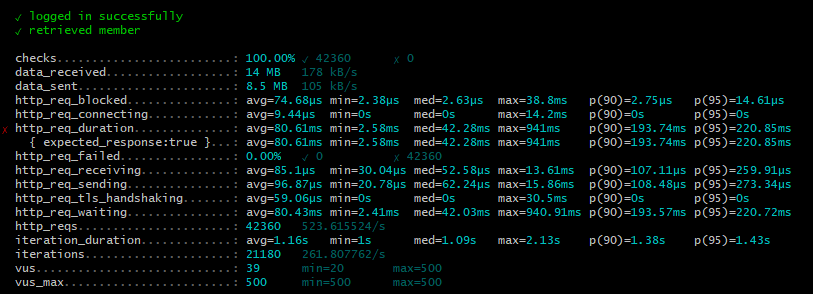 ✓ logged in successfully
✓ retrieved member
checks.........................: 100.00% ✓ 42360 ✗ 0
data_received..................: 14 MB 178 kB/s
data_sent......................: 8.5 MB 105 kB/s
http_req_blocked...............: avg=74.68µs min=2.38µs med=2.63µs max=38.8ms p(90)=2.75µs p(95)=14.61µs
http_req_connecting............: avg=9.44µs min=0s med=0s max=14.2ms p(90)=0s p(95)=0s
✗ http_req_duration..............: avg=80.61ms min=2.58ms med=42.28ms max=941ms p(90)=193.74ms p(95)=220.85ms
{ expected_response:true }...: avg=80.61ms min=2.58ms med=42.28ms max=941ms p(90)=193.74ms p(95)=220.85ms
http_req_failed................: 0.00% ✓ 0 ✗ 42360
http_req_receiving.............: avg=85.1µs min=30.04µs med=52.58µs max=13.61ms p(90)=107.11µs p(95)=259.91µs
http_req_sending...............: avg=96.87µs min=20.78µs med=62.24µs max=15.86ms p(90)=108.48µs p(95)=273.34µs
http_req_tls_handshaking.......: avg=59.06µs min=0s med=0s max=30.5ms p(90)=0s p(95)=0s
http_req_waiting...............: avg=80.43ms min=2.41ms med=42.03ms max=940.91ms p(90)=193.57ms p(95)=220.72ms
http_reqs......................: 42360 523.615524/s
iteration_duration.............: avg=1.16s min=1s med=1.09s max=2.13s p(90)=1.38s p(95)=1.43s
iterations.....................: 21180 261.807762/s
vus............................: 39 min=20 max=500
vus_max........................: 500 min=500 max=500